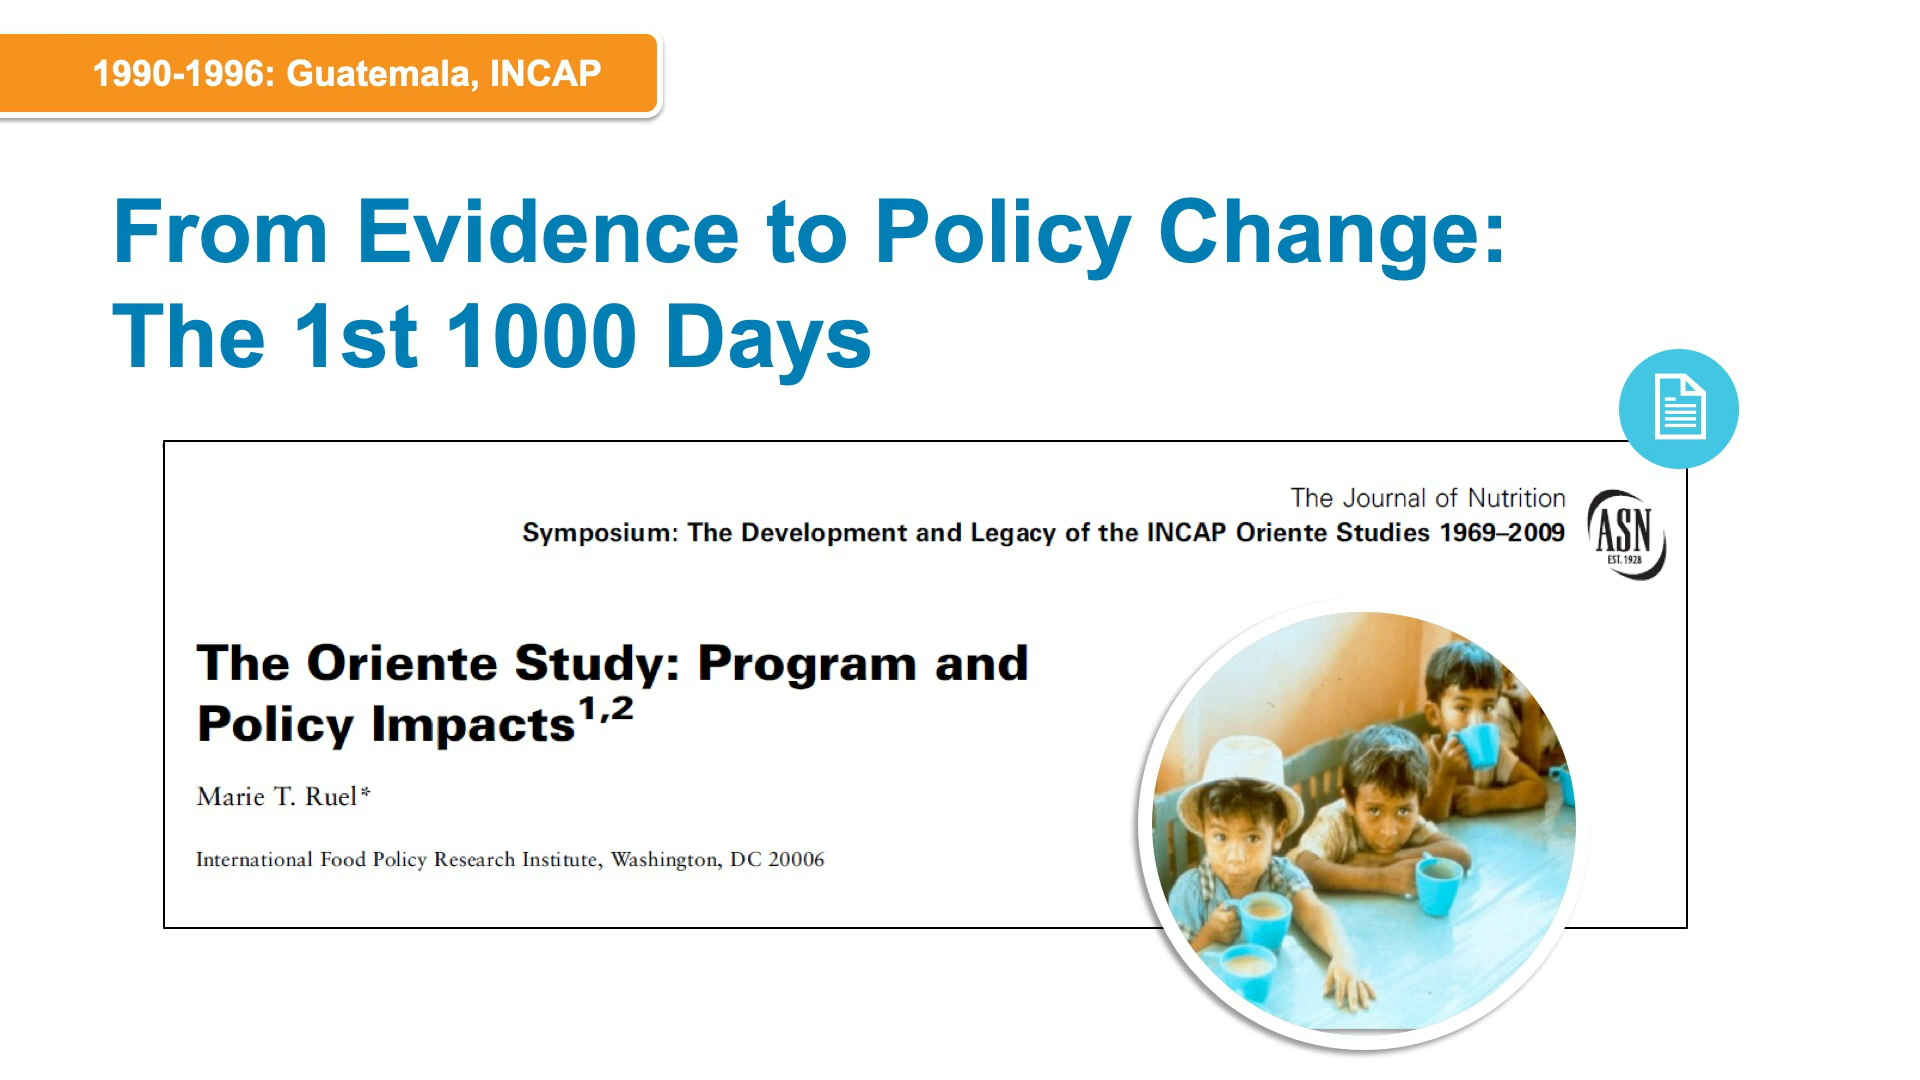 1990-1996: Guatemala, INCAP
From Evidence to Policy Change:
The 1st 1000 Days
The Journal of Nutrition
Symposium: The Development and Legacy of the INCAP Oriente Studies 1969–2009
ASN
EST. 1928
The Oriente Study: Program and
Policy Impacts1,2
Marie T. Ruel*
International Food Policy Research Institute, Washington, DC 20006